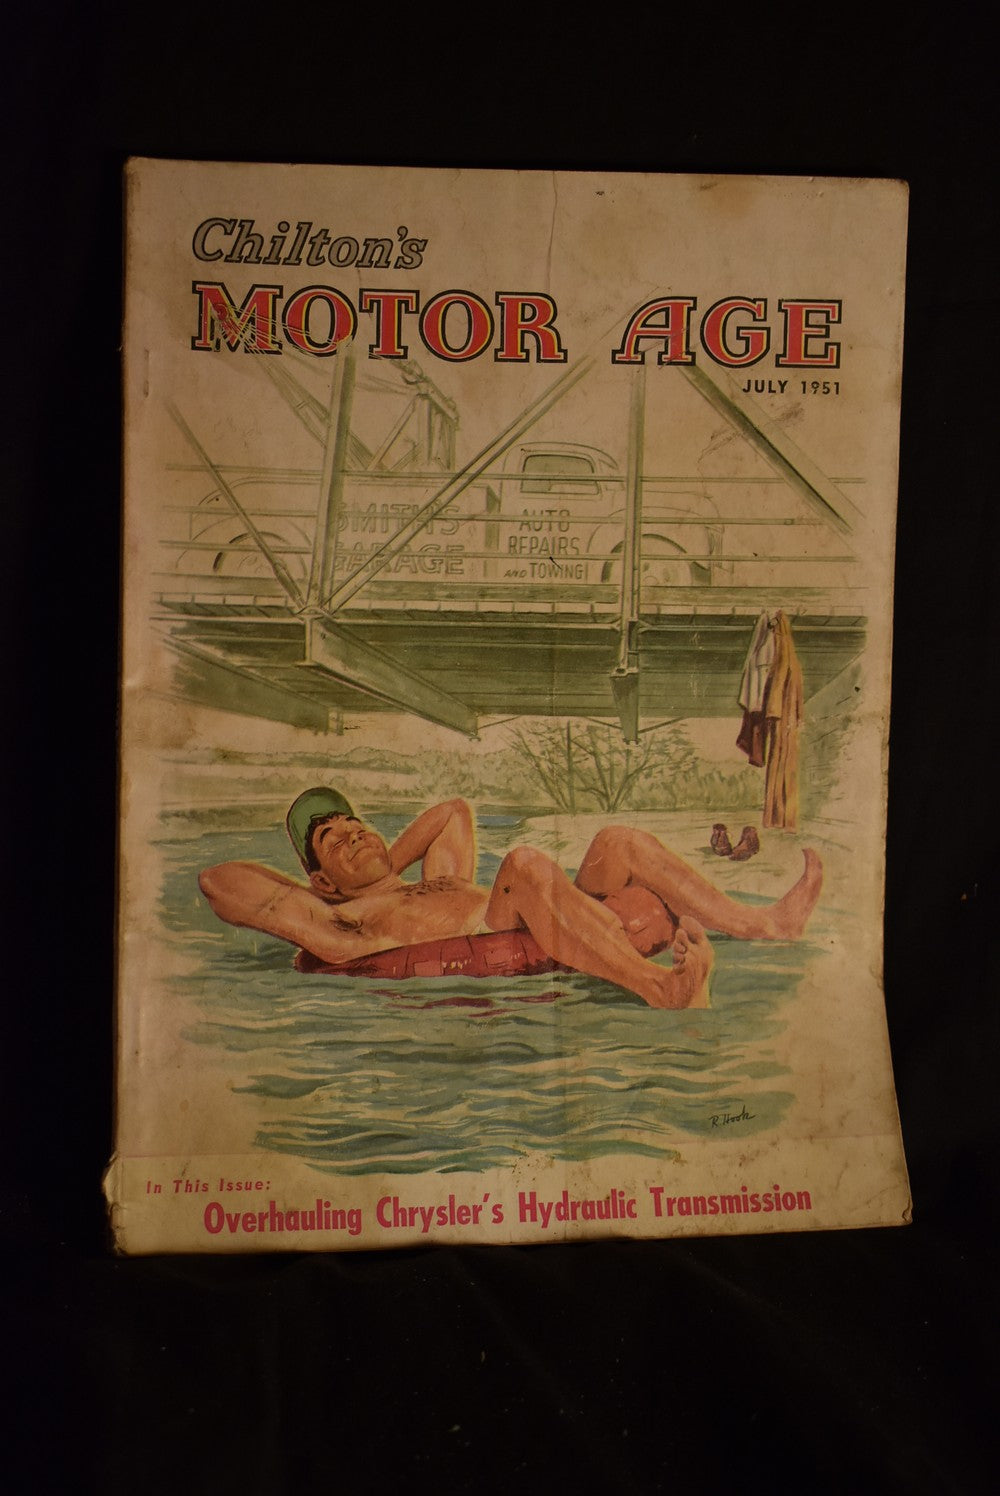 Chilton's
MOTOR AGE
JULY 1951
SMITH'S
GARAGE
AUTO
REPAIRS
AND TOWING
R. Hook
In This Issue:
Overhauling Chrysler's Hydraulic Transmission